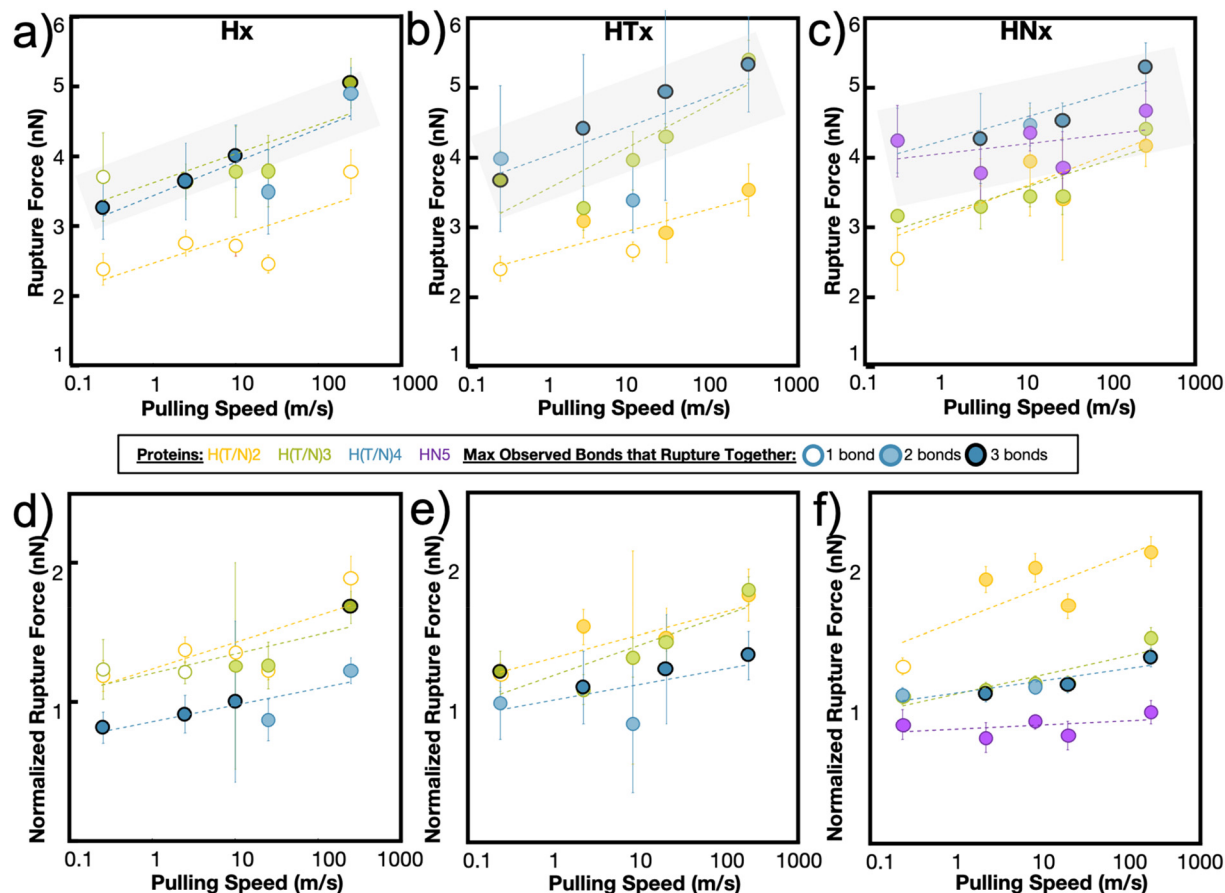 a) Hx
b) HTx
c) HNx
Rupture Force (nN)
6
5
4
3
2
1
0.1 1 10 100 1000
Pulling Speed (m/s)
Rupture Force (nN)
6
5
4
3
2
1
0.1 1 10 100 1000
Pulling Speed (m/s)
Rupture Force (nN)
6
5
4
3
2
1
0.1 1 10 100 1000
Pulling Speed (m/s)
Proteins: H(T/N)2 H(T/N)3 H(T/N)4 HN5 Max Observed Bonds that Rupture Together: 1 bond 2 bonds 3 bonds
d)
Normalized Rupture Force (nN)
2
1
0.1 1 10 100 1000
Pulling Speed (m/s)
e)
Normalized Rupture Force (nN)
2
1
0.1 1 10 100 1000
Pulling Speed (m/s)
f)
Normalized Rupture Force (nN)
2
1
0.1 1 10 100 1000
Pulling Speed (m/s)